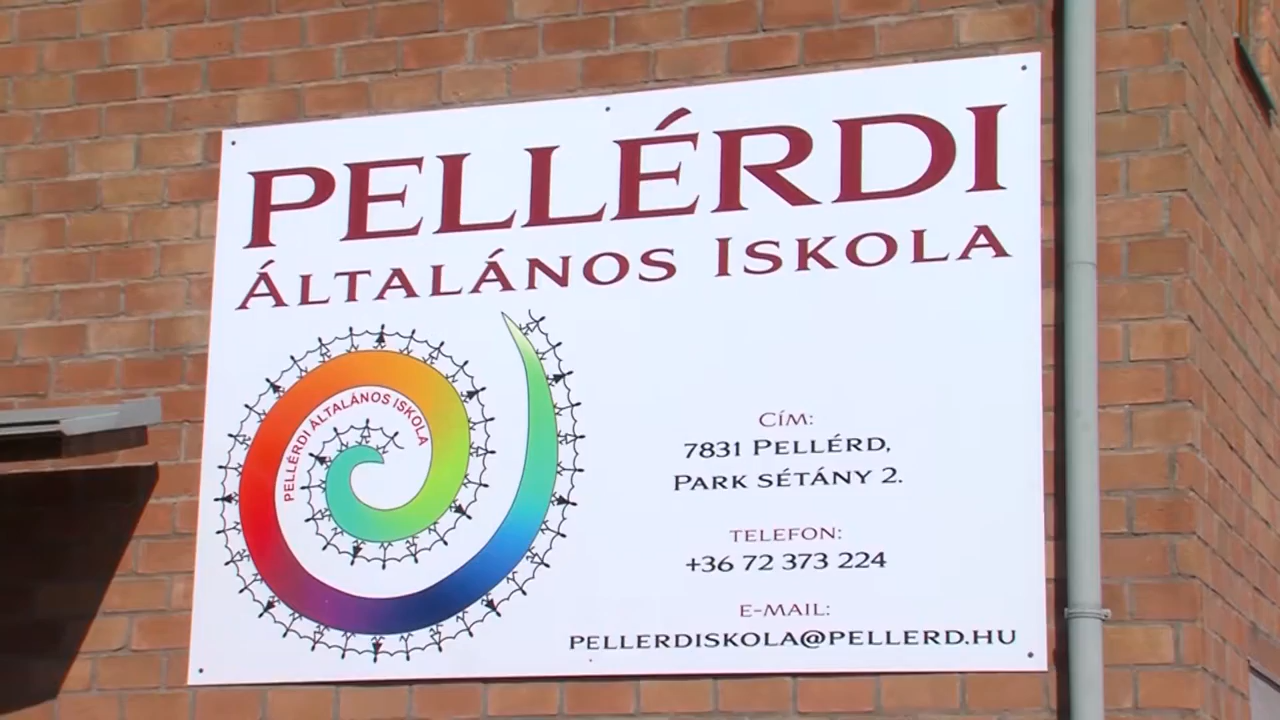 PELLÉRDI
ÁLTALÁNOS ISKOLA
PELLÉRDI ÁLTALÁNOS ISKOLA
CÍM:
7831 PELLÉRD,
PARK SÉTÁNY 2.
TELEFON:
+36 72 373 224
E-MAIL:
PELLERDISKOLA@PELLERD.HU